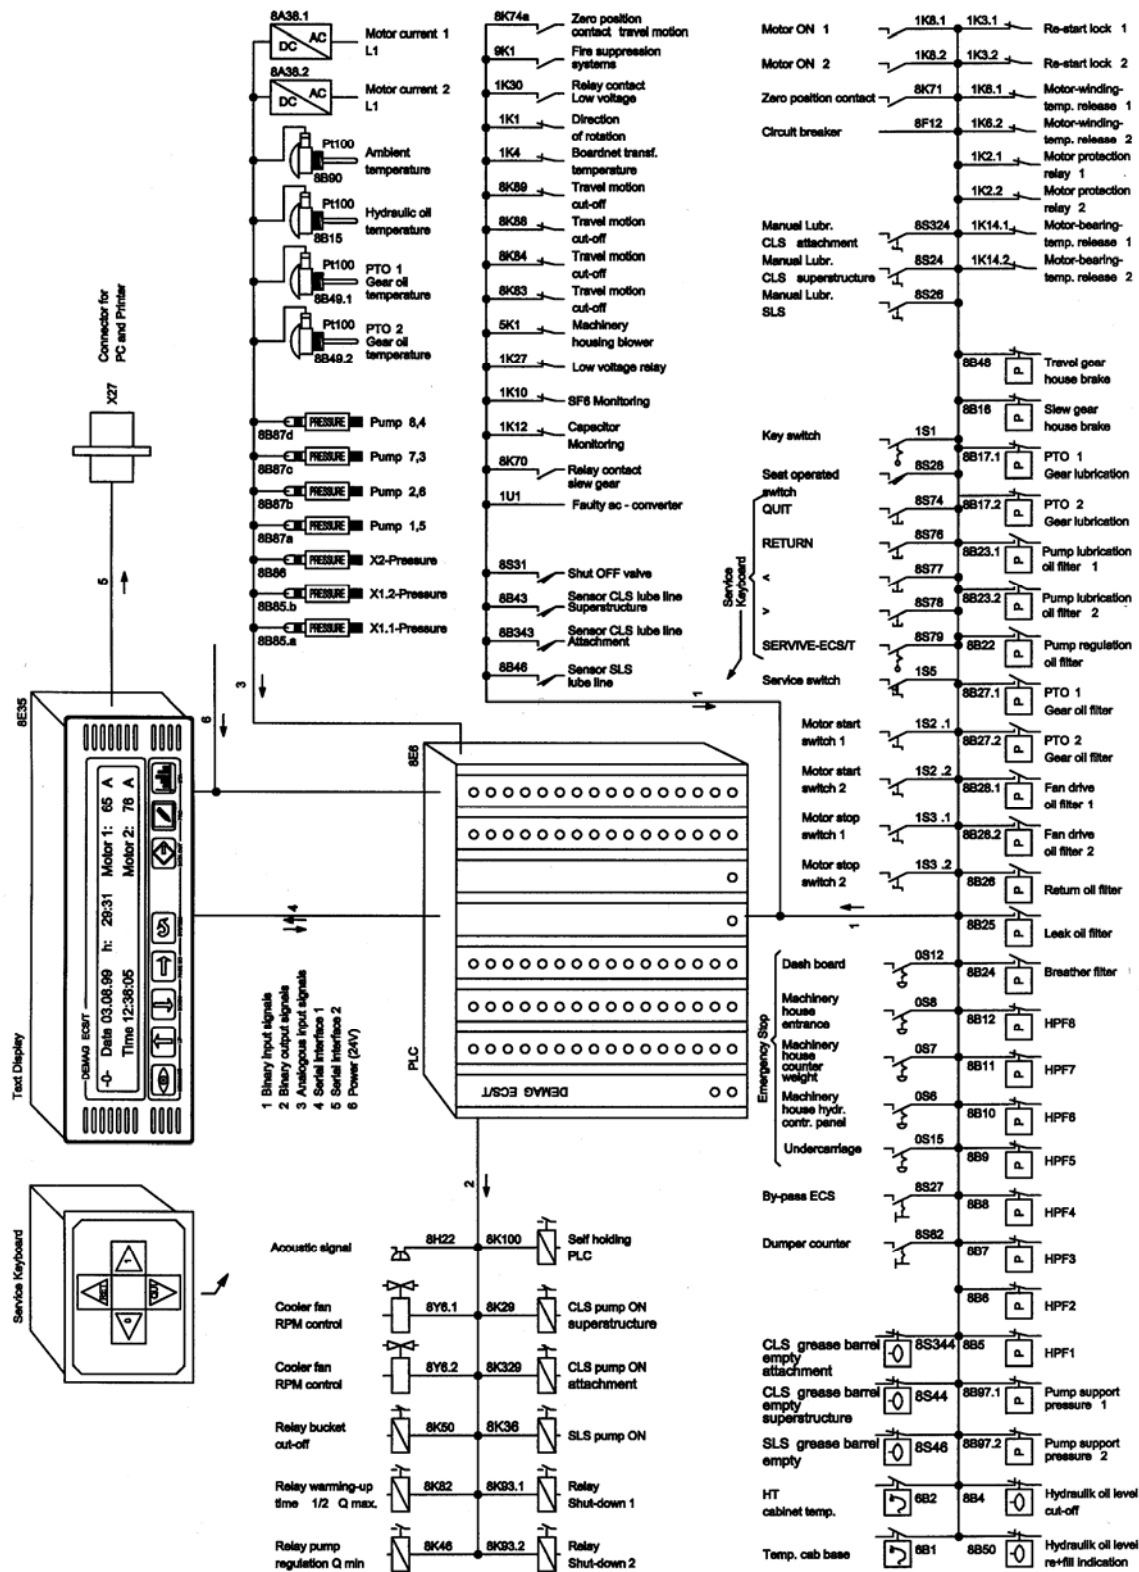 8A38.1
AC
DC
Motor current 1
L1
8A38.2
AC
DC
Motor current 2
L1
Pt100
8B90
Ambient
temperature
Pt100
8B15
Hydraulic oil
temperature
Pt100
8B49.1
PTO 1
Gear oil
temperature
Pt100
8B49.2
PTO 2
Gear oil
temperature
8B87d
PRESSURE
Pump 8,4
8B87c
PRESSURE
Pump 7,3
8B87b
PRESSURE
Pump 2,6
8B87a
PRESSURE
Pump 1,5
8B86
PRESSURE
X2-Pressure
8B85.b
PRESSURE
X1.2-Pressure
8B85.a
PRESSURE
X1.1-Pressure
3
8K74a
Zero position
contact travel motion
9K1
Fire suppression
systems
1K30
Relay contact
Low voltage
1K1
Direction
of rotation
1K4
Boardnet transf.
temperature
8K89
Travel motion
cut-off
8K88
Travel motion
cut-off
8K84
Travel motion
cut-off
8K83
Travel motion
cut-off
5K1
Machinery
housing blower
1K27
Low voltage relay
1K10
SF6 Monitoring
1K12
Capacitor
Monitoring
8K70
Relay contact
slew gear
1U1
Faulty ac - converter
8S31
Shut OFF valve
8B43
Sensor CLS lube line
Superstructure
8B343
Sensor CLS lube line
Attachment
8B46
Sensor SLS
lube line
1
Motor ON 1
1K8.1
1K3.1
Re-start lock 1
Motor ON 2
1K8.2
1K3.2
Re-start lock 2
Zero position contact
8K71
1K6.1
Motor-winding-
temp. release 1
Circuit breaker
8F12
1K6.2
Motor-winding-
temp. release 2
1K2.1
Motor protection
relay 1
1K2.2
Motor protection
relay 2
Manual Lubr.
CLS attachment
8S324
1K14.1
Motor-bearing-
temp. release 1
Manual Lubr.
CLS superstructure
8S24
1K14.2
Motor-bearing-
temp. release 2
Manual Lubr.
SLS
8S26
8B48
P
Travel gear
house brake
8B16
P
Slew gear
house brake
Key switch
1S1
8B17.1
P
PTO 1
Gear lubrication
Seat operated
switch
8S28
Service
Keyboard
QUIT
8S74
8B17.2
P
PTO 2
Gear lubrication
RETURN
8S76
8B23.1
P
Pump lubrication
oil filter 1
<
8S77
8B23.2
P
Pump lubrication
oil filter 2
>
8S78
SERVIVE-ECS/T
8S79
8B22
P
Pump regulation
oil filter
Service switch
1S5
8B27.1
P
PTO 1
Gear oil filter
Motor start
switch 1
1S2 .1
8B27.2
P
PTO 2
Gear oil filter
Motor start
switch 2
1S2 .2
8B28.1
P
Fan drive
oil filter 1
Motor stop
switch 1
1S3 .1
8B28.2
P
Fan drive
oil filter 2
Motor stop
switch 2
1S3 .2
8B26
P
Return oil filter
1
8B25
P
Leak oil filter
Emergency Stop
Dash board
0S12
8B24
P
Breather filter
Machinery
house
entrance
0S8
8B12
P
HPF8
Machinery
house
counter
weight
0S7
8B11
P
HPF7
Machinery
house hydr.
contr. panel
0S6
8B10
P
HPF6
Undercarriage
0S15
8B9
P
HPF5
By-pass ECS
8S27
8B8
P
HPF4
Dumper counter
8S82
8B7
P
HPF3
8B6
P
HPF2
CLS grease barrel
empty
attachment
8S344
8B5
P
HPF1
CLS grease barrel
empty
superstructure
8S44
8B97.1
P
Pump support
pressure 1
SLS grease barrel
empty
8S46
8B97.2
P
Pump support
pressure 2
HT
cabinet temp.
6B2
8B4
Hydraulik oil level
cut-off
Temp. cab base
6B1
8B50
Hydraulik oil level
re+fill indication
Connector for
PC and Printer
X27
5
6
Text Display
8E35
DEMAG ECS/T
-0- Data 03.08.99 h: 29:31 Motor 1: 65 A
Time 12:38:05 Motor 2: 76 A
4
1 Binary input signals
2 Binary output signals
3 Analogous input signals
4 Serial interface 1
5 Serial interface 2
6 Power (24V)
8E6
PLC
DEMAG ECS/T
2
Service Keyboard
1
0
Acoustic signal
8H22
8K100
Self holding
PLC
Cooler fan
RPM control
8Y6.1
8K29
CLS pump ON
superstructure
Cooler fan
RPM control
8Y6.2
8K329
CLS pump ON
attachment
Relay bucket
cut-off
8K50
8K36
SLS pump ON
Relay warming-up
time 1/2 Q max.
8K82
8K93.1
Relay
Shut-down 1
Relay pump
regulation Q min
8K46
8K93.2
Relay
Shut-down 2